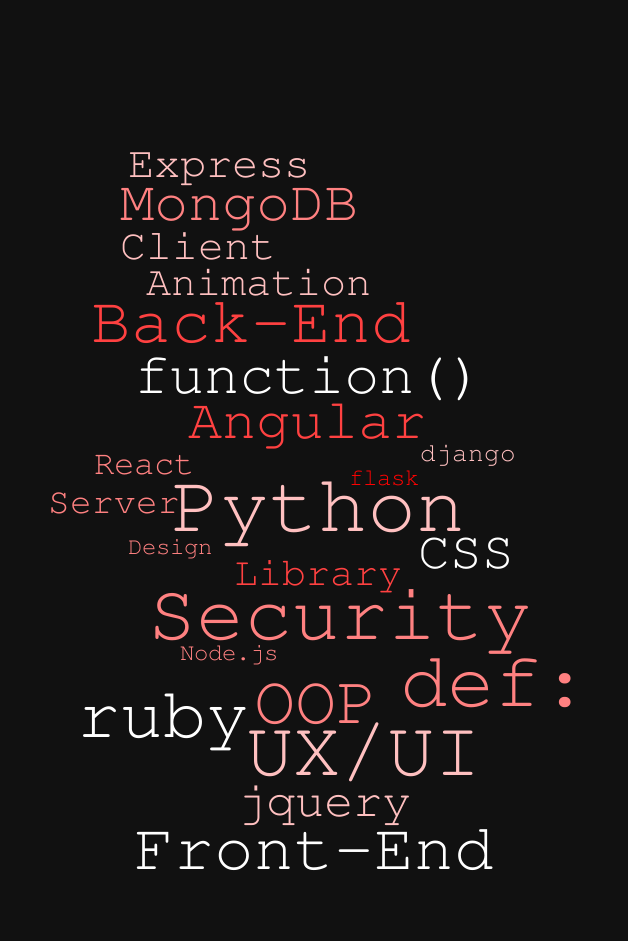 Express
MongoDB
Client
Animation
Back-End
function()
Angular
django
React
flask
Server
Python
Design
CSS
Library
Security
Node.js
def:
OOP
ruby
UX/UI
jquery
Front-End